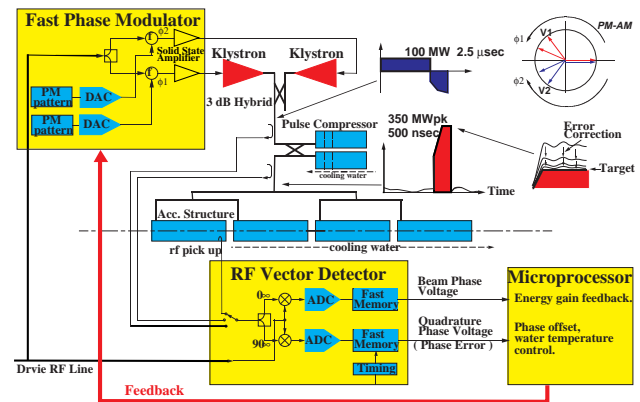 Fast Phase Modulator
f
ϕ2
Solid State
Amplifier
f
ϕ1
PM
pattern
DAC
PM
pattern
DAC
Klystron
Klystron
3 dB Hybrid
100 MW 2.5 μsec
PM-AM
ϕ1
V1
ϕ2
V2
Pulse Compressor
cooling water
350 MWpk
500 nsec
Time
Error
Correction
Target
Acc. Structure
rf pick up
cooling water
RF Vector Detector
0∞
ADC
Fast
Memory
90∞
ADC
Fast
Memory
Timing
Beam Phase
Voltage
Quadrature
Phase Voltage
( Phase Error )
Microprocessor
Energy gain feedback.
Phase offset,
water temperature
control.
Drvie RF Line
Feedback